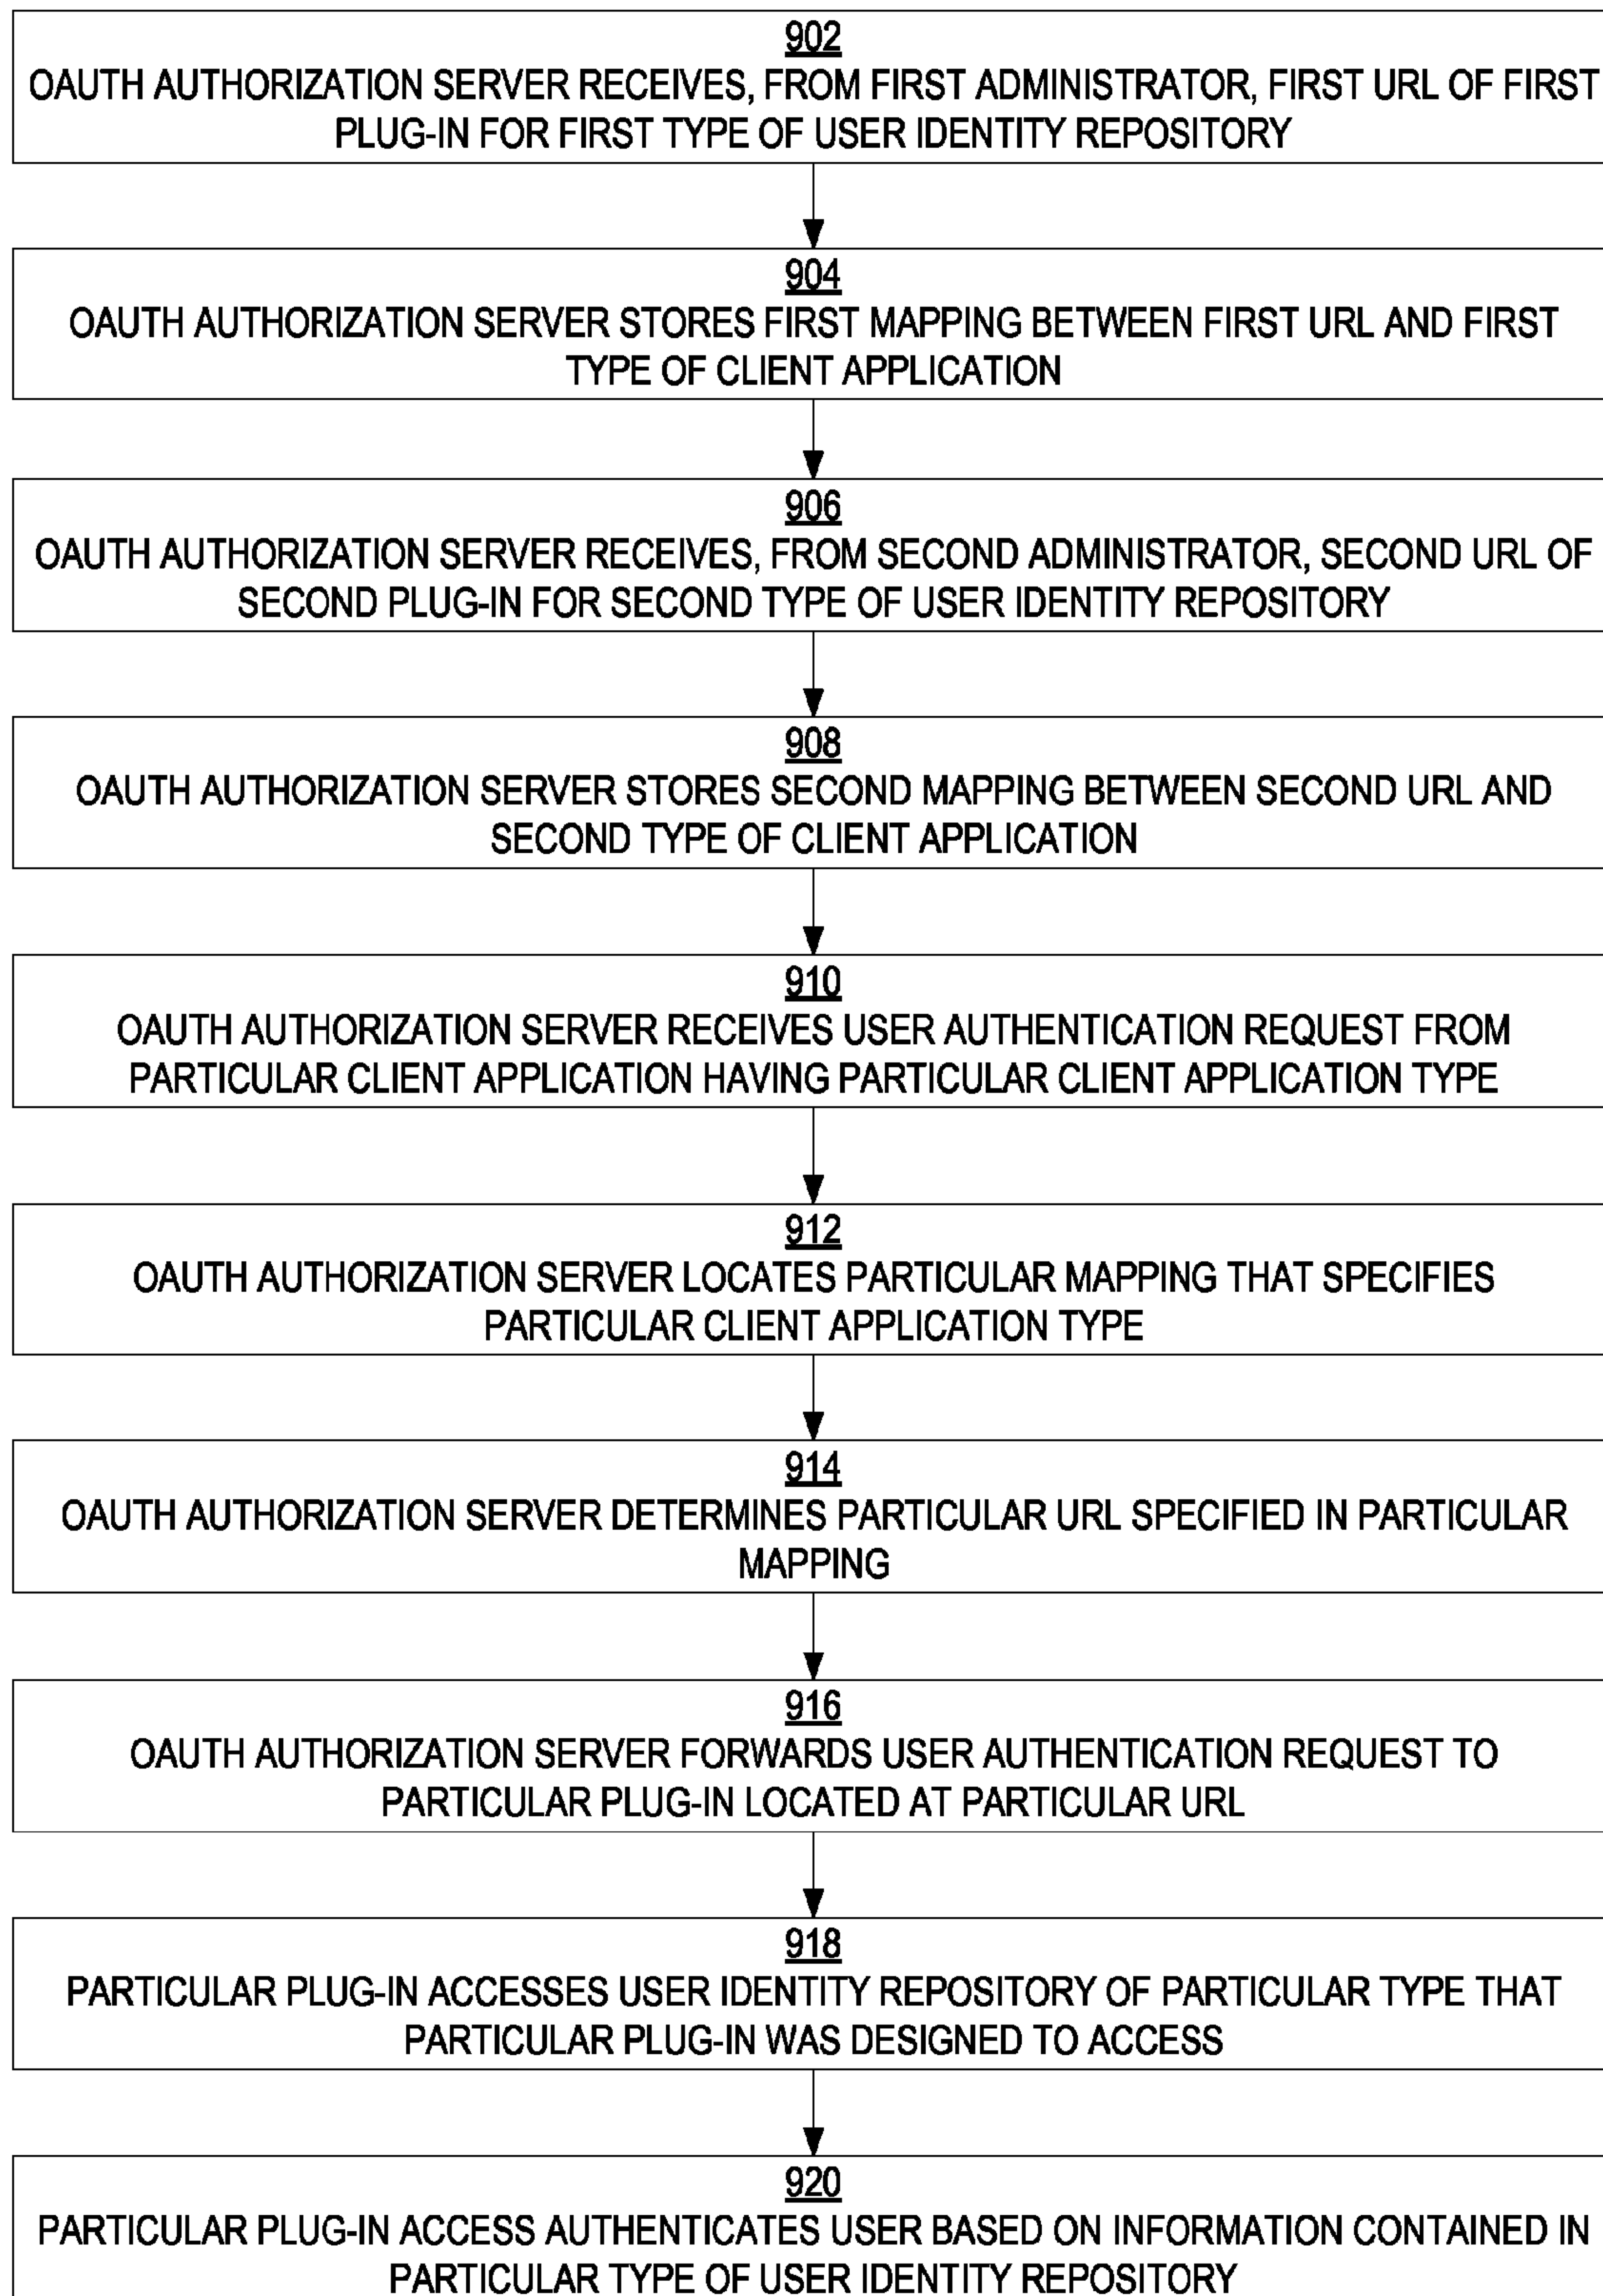 902
OAUTH AUTHORIZATION SERVER RECEIVES, FROM FIRST ADMINISTRATOR, FIRST URL OF FIRST
PLUG-IN FOR FIRST TYPE OF USER IDENTITY REPOSITORY
904
OAUTH AUTHORIZATION SERVER STORES FIRST MAPPING BETWEEN FIRST URL AND FIRST
TYPE OF CLIENT APPLICATION
906
OAUTH AUTHORIZATION SERVER RECEIVES, FROM SECOND ADMINISTRATOR, SECOND URL OF
SECOND PLUG-IN FOR SECOND TYPE OF USER IDENTITY REPOSITORY
908
OAUTH AUTHORIZATION SERVER STORES SECOND MAPPING BETWEEN SECOND URL AND
SECOND TYPE OF CLIENT APPLICATION
910
OAUTH AUTHORIZATION SERVER RECEIVES USER AUTHENTICATION REQUEST FROM
PARTICULAR CLIENT APPLICATION HAVING PARTICULAR CLIENT APPLICATION TYPE
912
OAUTH AUTHORIZATION SERVER LOCATES PARTICULAR MAPPING THAT SPECIFIES
PARTICULAR CLIENT APPLICATION TYPE
914
OAUTH AUTHORIZATION SERVER DETERMINES PARTICULAR URL SPECIFIED IN PARTICULAR
MAPPING
916
OAUTH AUTHORIZATION SERVER FORWARDS USER AUTHENTICATION REQUEST TO
PARTICULAR PLUG-IN LOCATED AT PARTICULAR URL
918
PARTICULAR PLUG-IN ACCESSES USER IDENTITY REPOSITORY OF PARTICULAR TYPE THAT
PARTICULAR PLUG-IN WAS DESIGNED TO ACCESS
920
PARTICULAR PLUG-IN ACCESS AUTHENTICATES USER BASED ON INFORMATION CONTAINED IN
PARTICULAR TYPE OF USER IDENTITY REPOSITORY